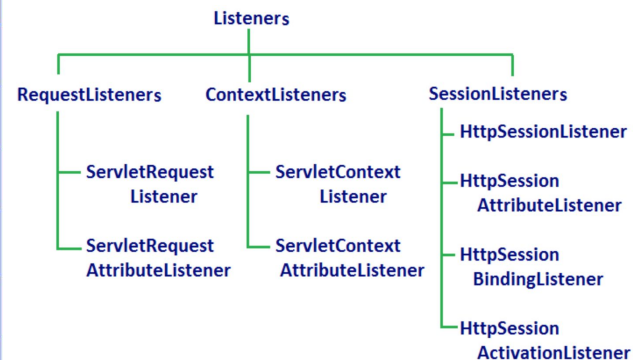 Listeners
RequestListeners
ContextListeners
SessionListeners
ServletRequest
Listener
ServletRequest
AttributeListener
ServletContext
Listener
ServletContext
AttributeListener
HttpSessionListener
HttpSession
AttributeListener
HttpSession
BindingListener
HttpSession
ActivationListener